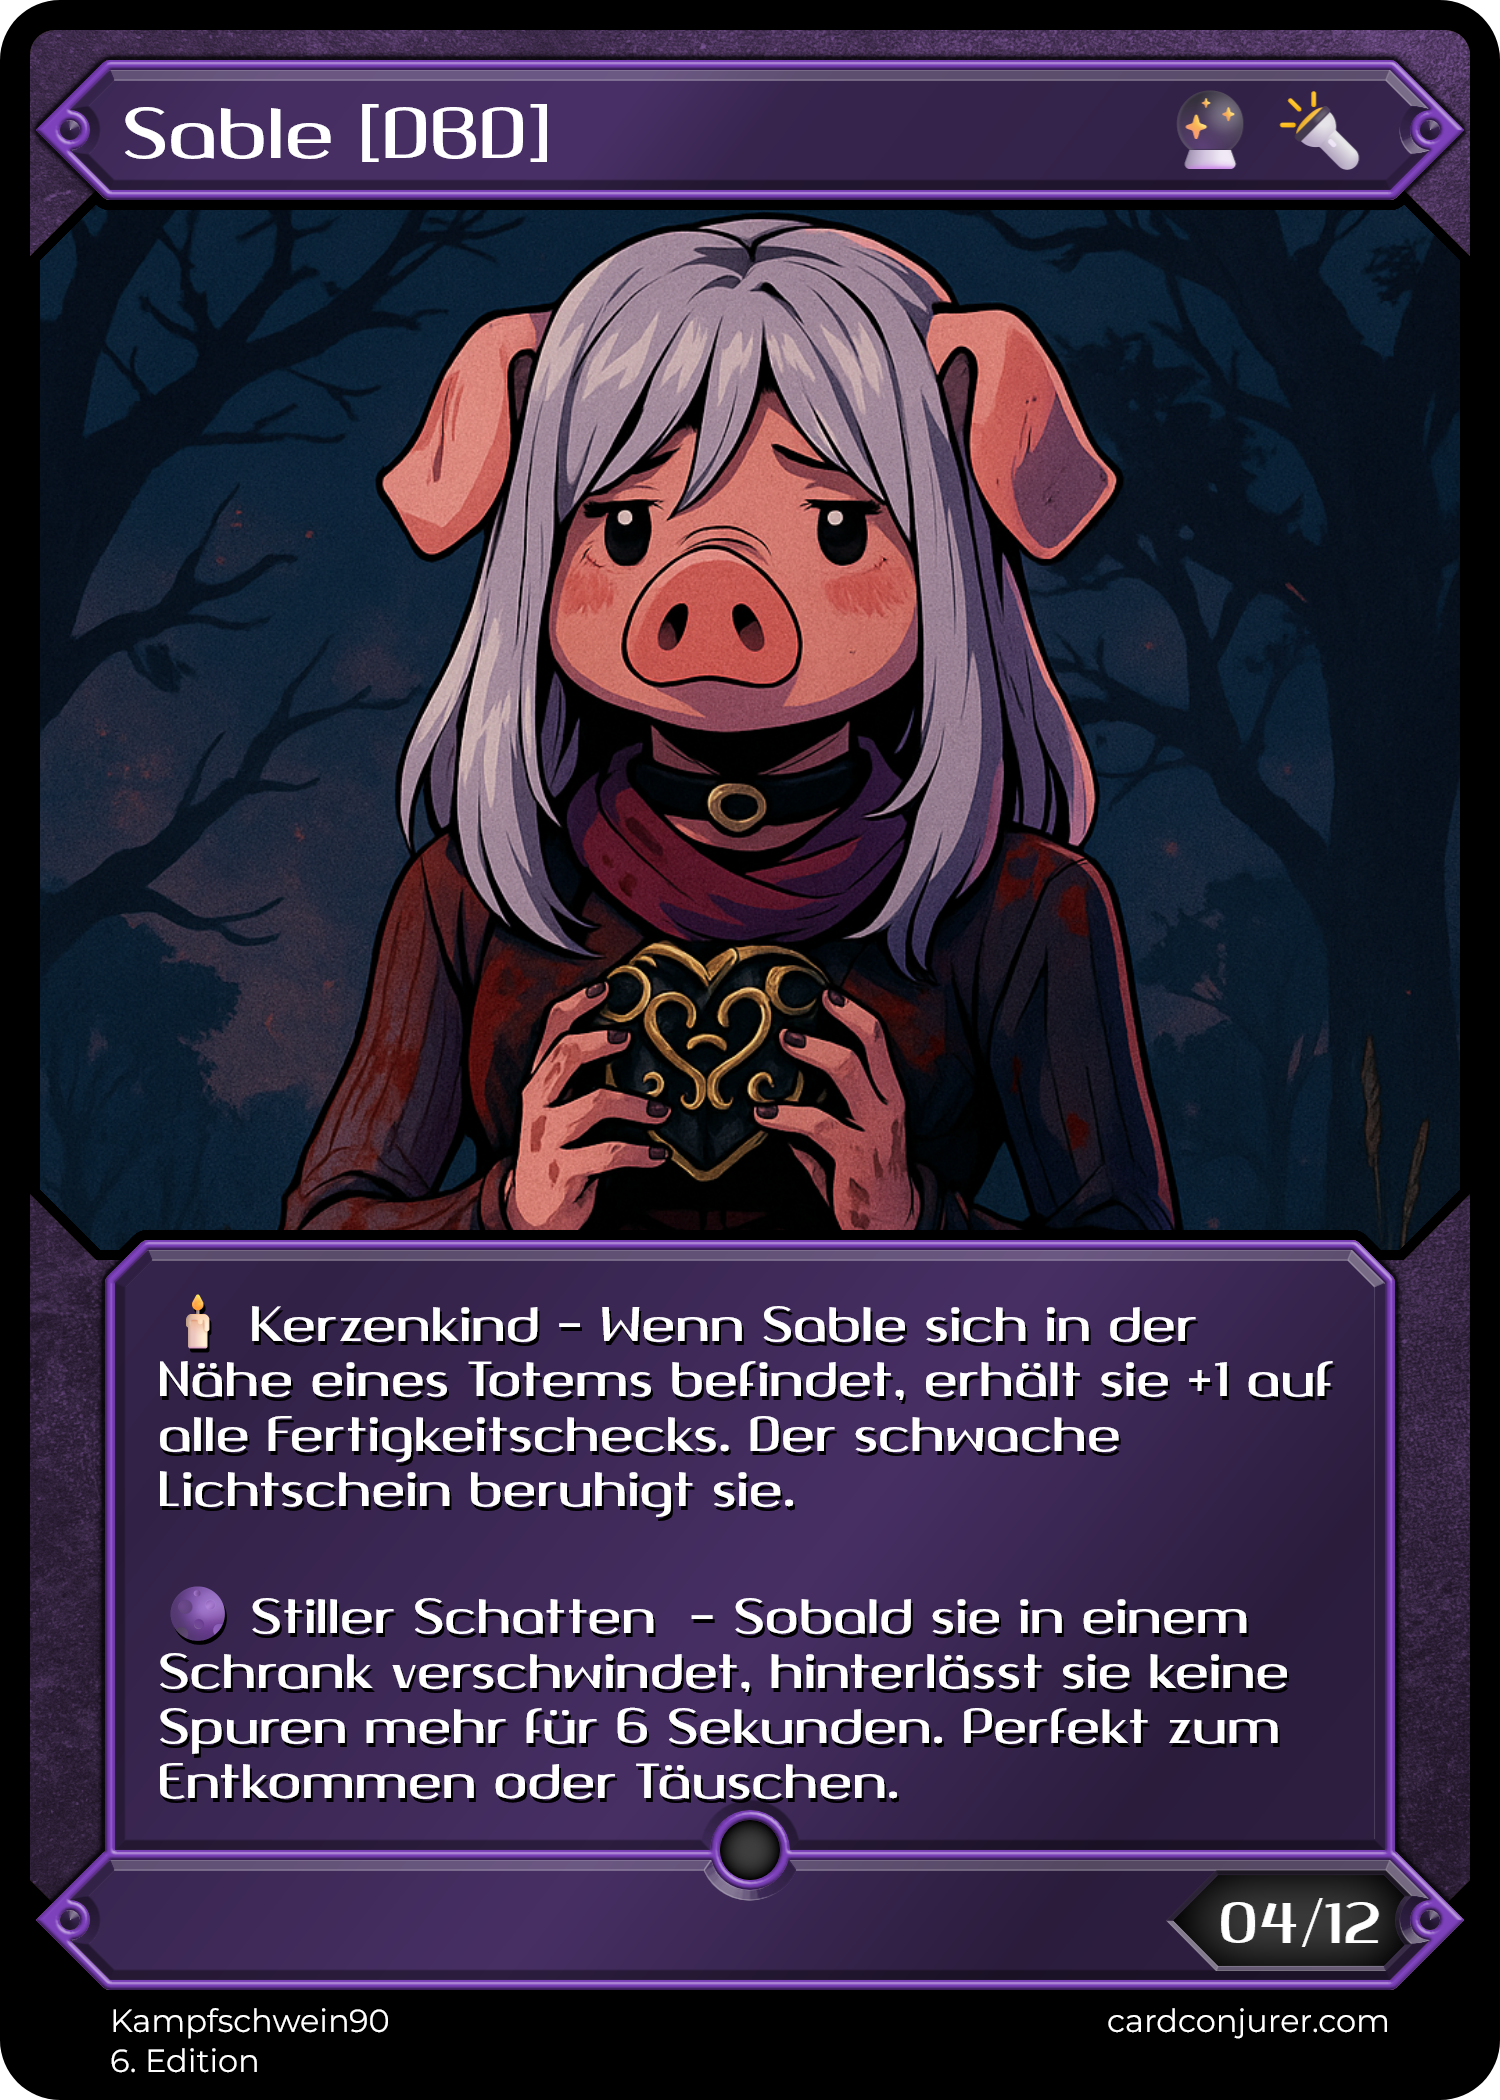 Sable [DBD]
Kerzenkind - Wenn Sable sich in der
Nähe eines Totems befindet, erhält sie +1 auf
alle Fertigkeitschecks. Der schwache
Lichtschein beruhigt sie.
Stiller Schatten - Sobald sie in einem
Schrank verschwindet, hinterlässt sie keine
Spuren mehr für 6 Sekunden. Perfekt zum
Entkommen oder Täuschen.
04/12
Kampfschwein90
cardconjurer.com
6. Edition